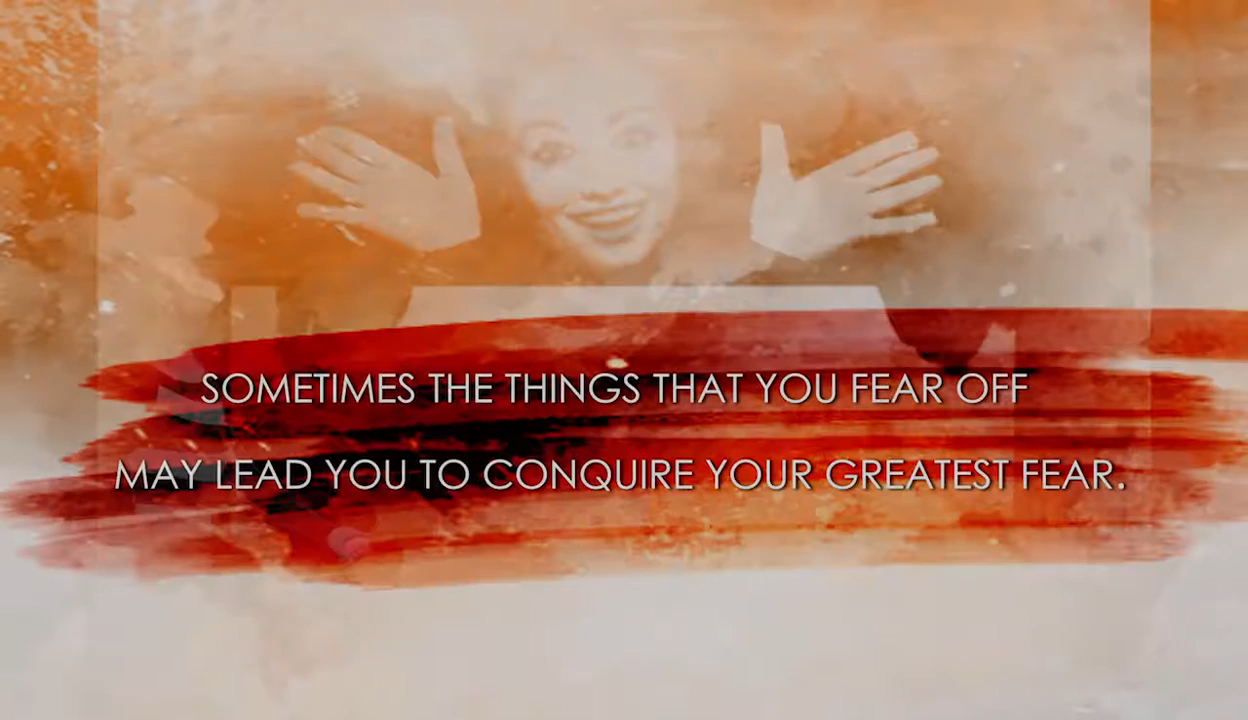 SOMETIMES THE THINGS THAT YOU FEAR OFF
MAY LEAD YOU TO CONQUIRE YOUR GREATEST FEAR.